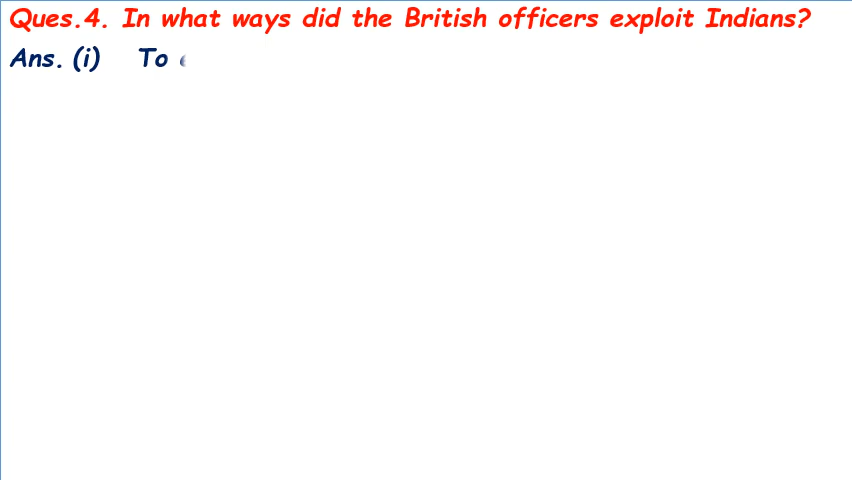 Ques.4. In what ways did the British officers exploit Indians?
Ans. (i) To